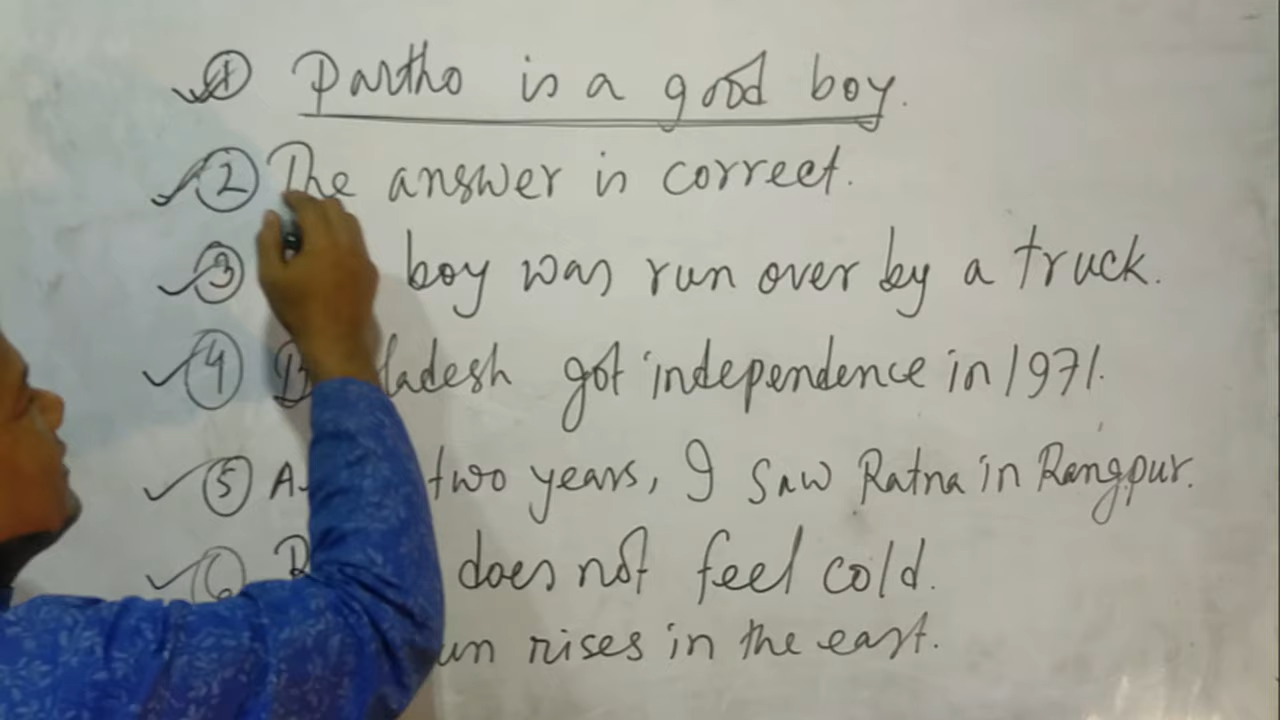 1 Partho is a good boy.
2 The answer is correct.
3 boy was run over by a truck.
4 got independence in 1971.
5 two years, I saw Ratna in Rangpur.
6 does not feel cold.
rises in the east.